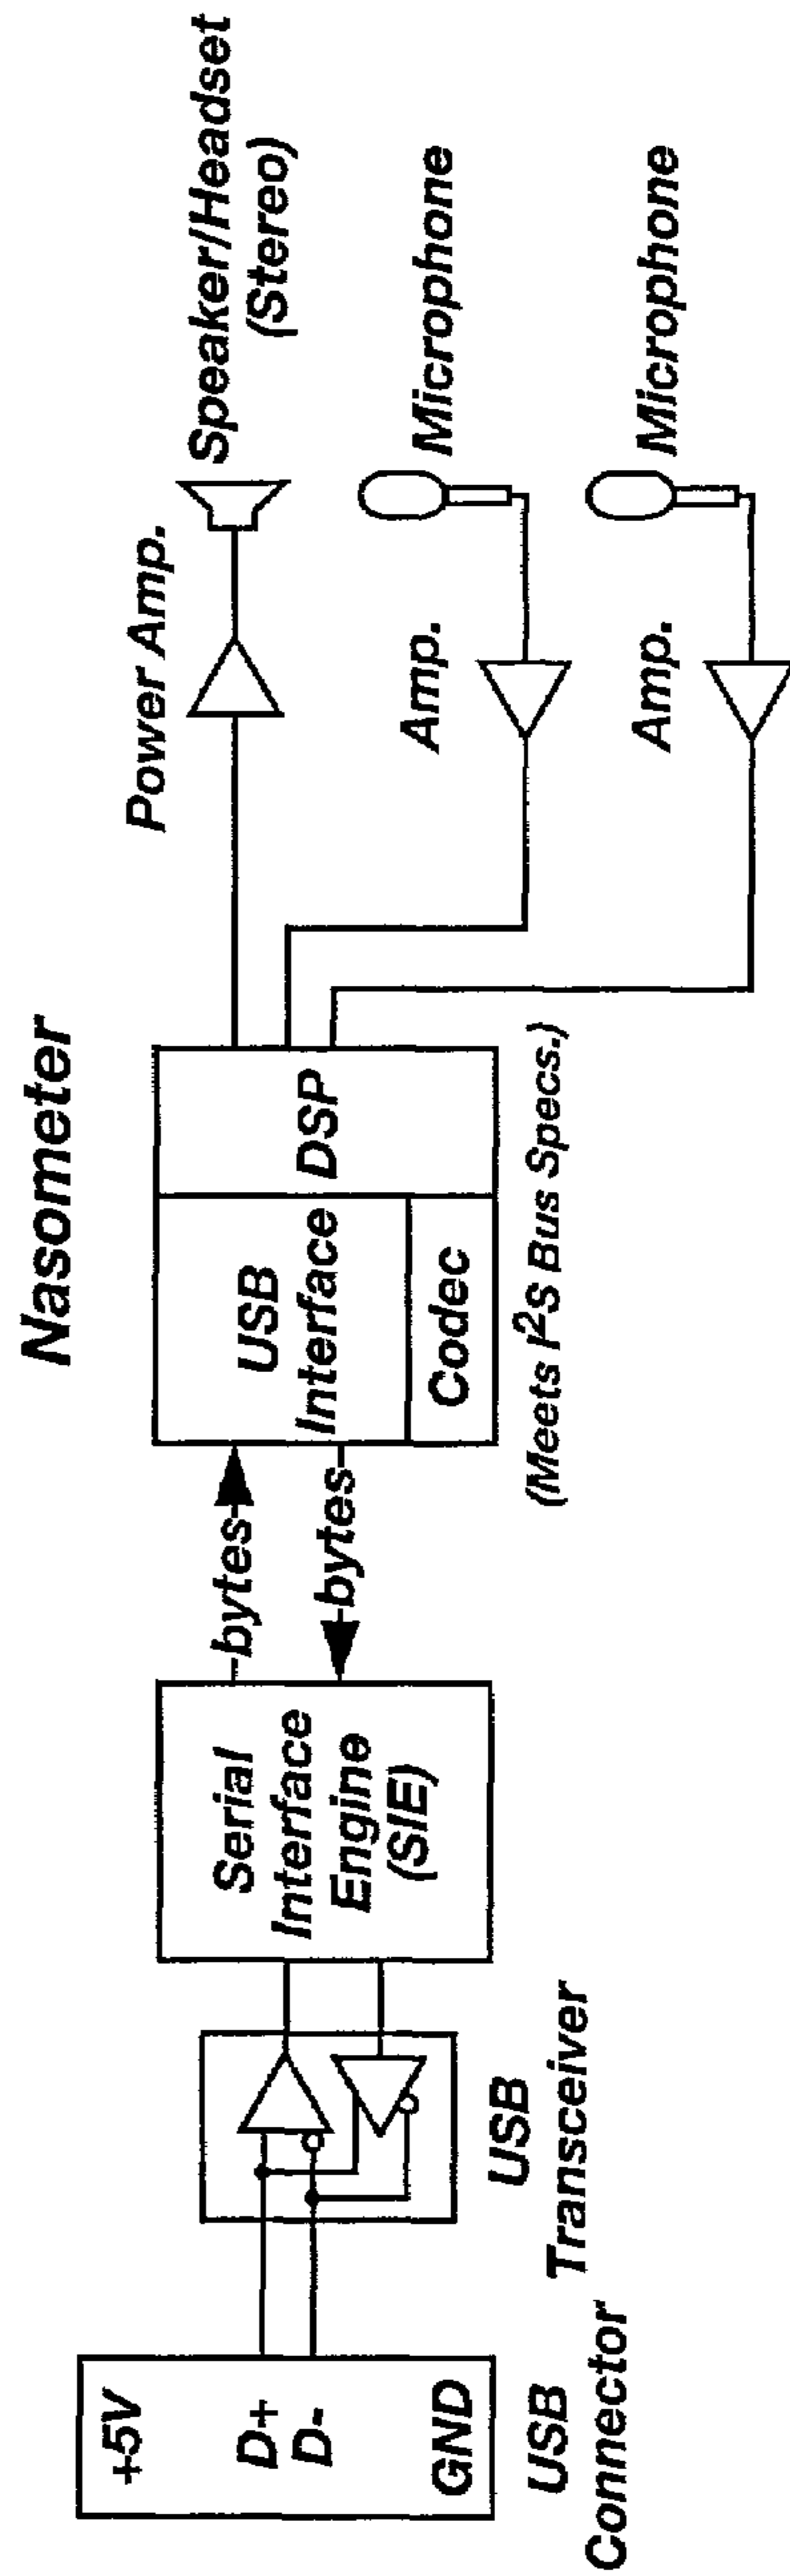 Nasometer
+5V
D+
D-
GND
USB
Connector
USB
Transceiver
Serial
Interface
Engine
(SIE)
bytes
bytes
USB
Interface
Codec
DSP
(Meets I²S Bus Specs.)
Power Amp.
Speaker/Headset
(Stereo)
Amp.
Microphone
Amp.
Microphone